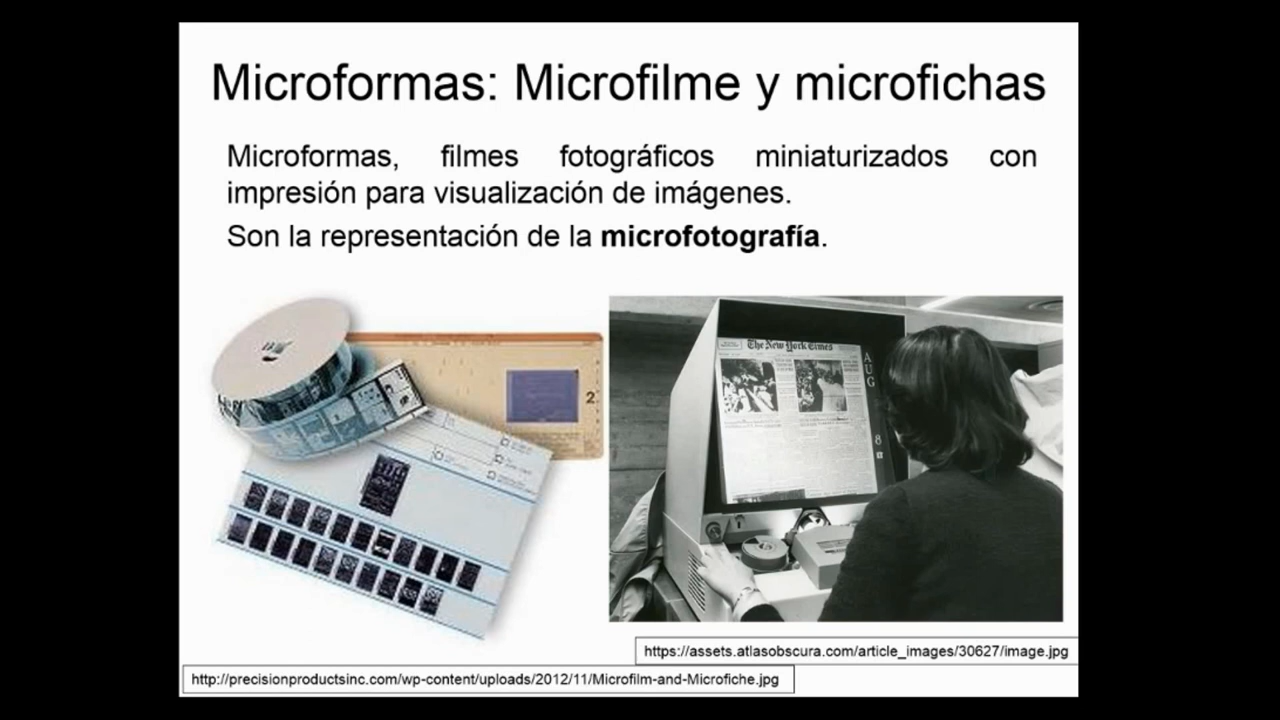 Microformas: Microfilme y microfichas
Microformas, filmes fotográficos miniaturizados con
impresión para visualización de imágenes.
Son la representación de la microfotografía.
The New York Times
AUG
8
2
https://assets.atlasobscura.com/article_images/30627/image.jpg
http://precisionproductsinc.com/wp-content/uploads/2012/11/Microfilm-and-Microfiche.jpg